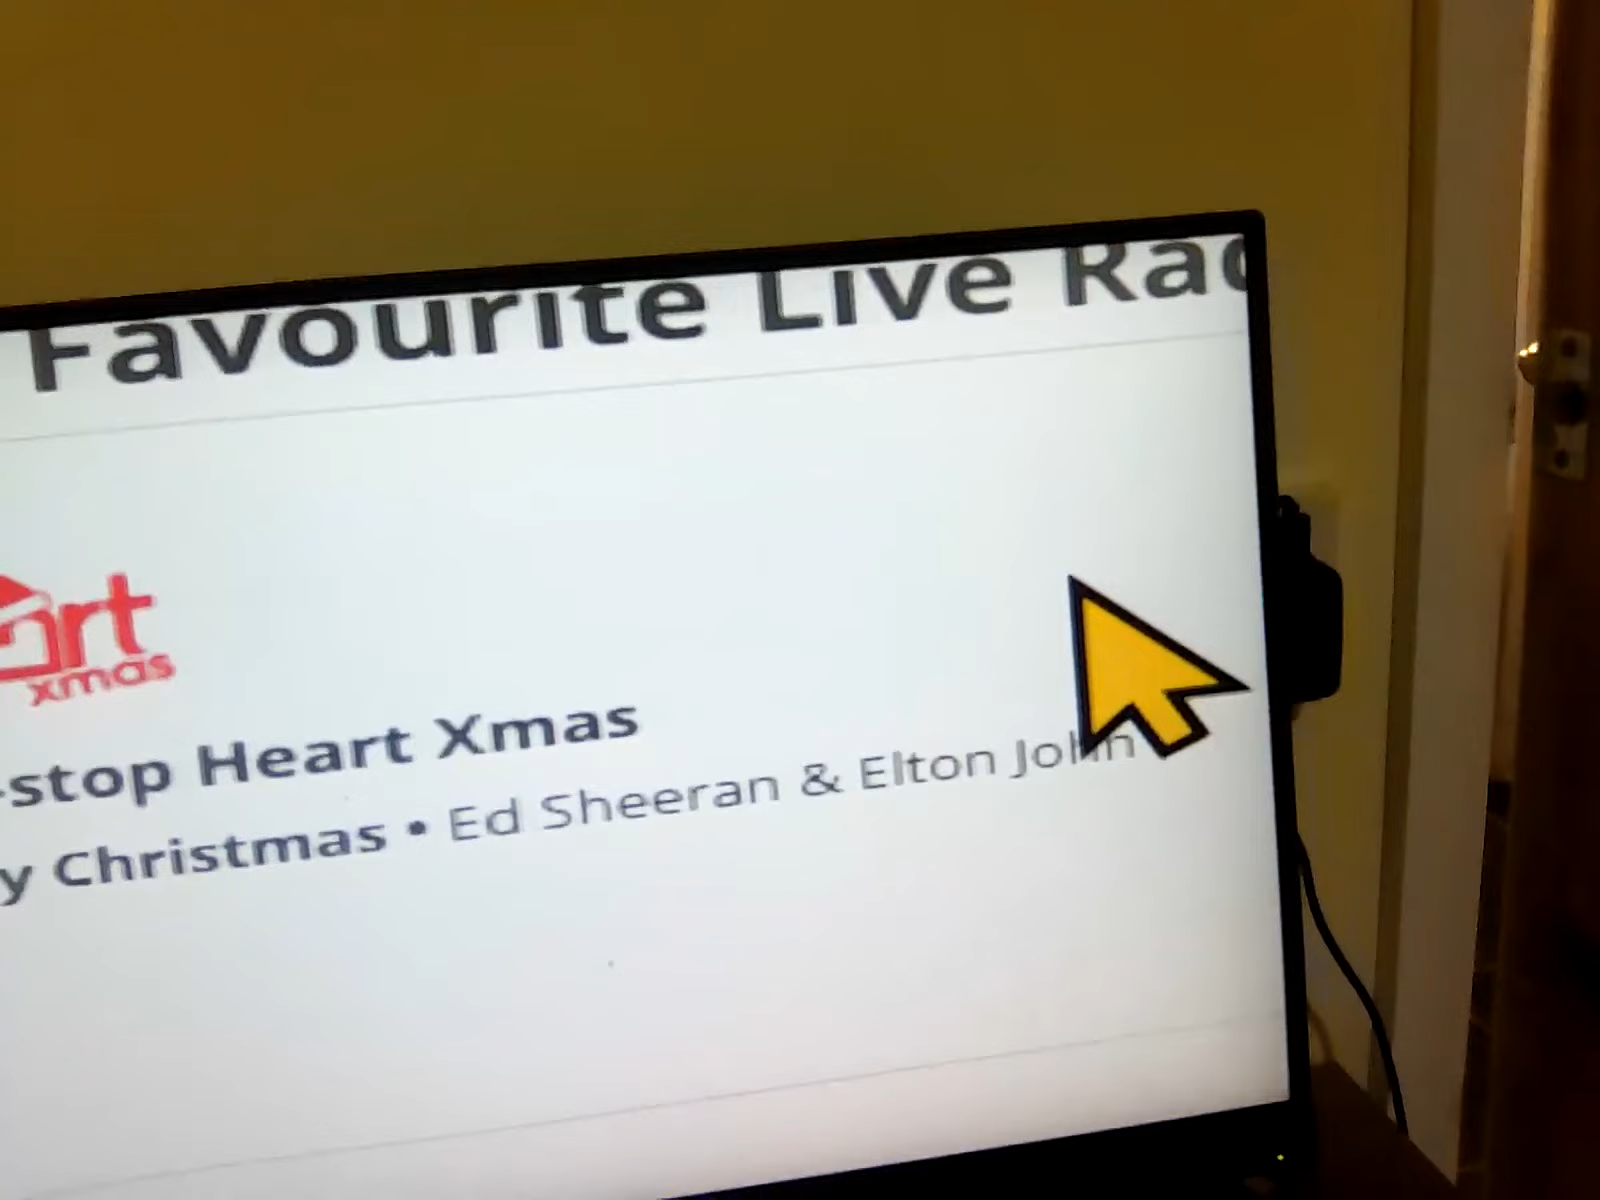 Favourite Live Rad
art
xmas
-stop Heart Xmas
y Christmas • Ed Sheeran & Elton John